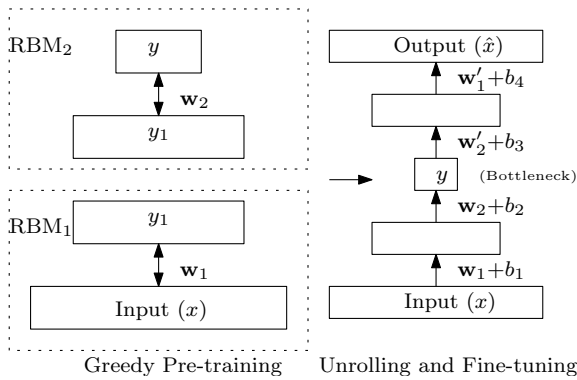 RBM₂
y
w₂
y₁
RBM₁
y₁
w₁
Input (x)
Greedy Pre-training
Output (x̂)
w′₁+b₄
w′₂+b₃
y
(Bottleneck)
w₂+b₂
w₁+b₁
Input (x)
Unrolling and Fine-tuning